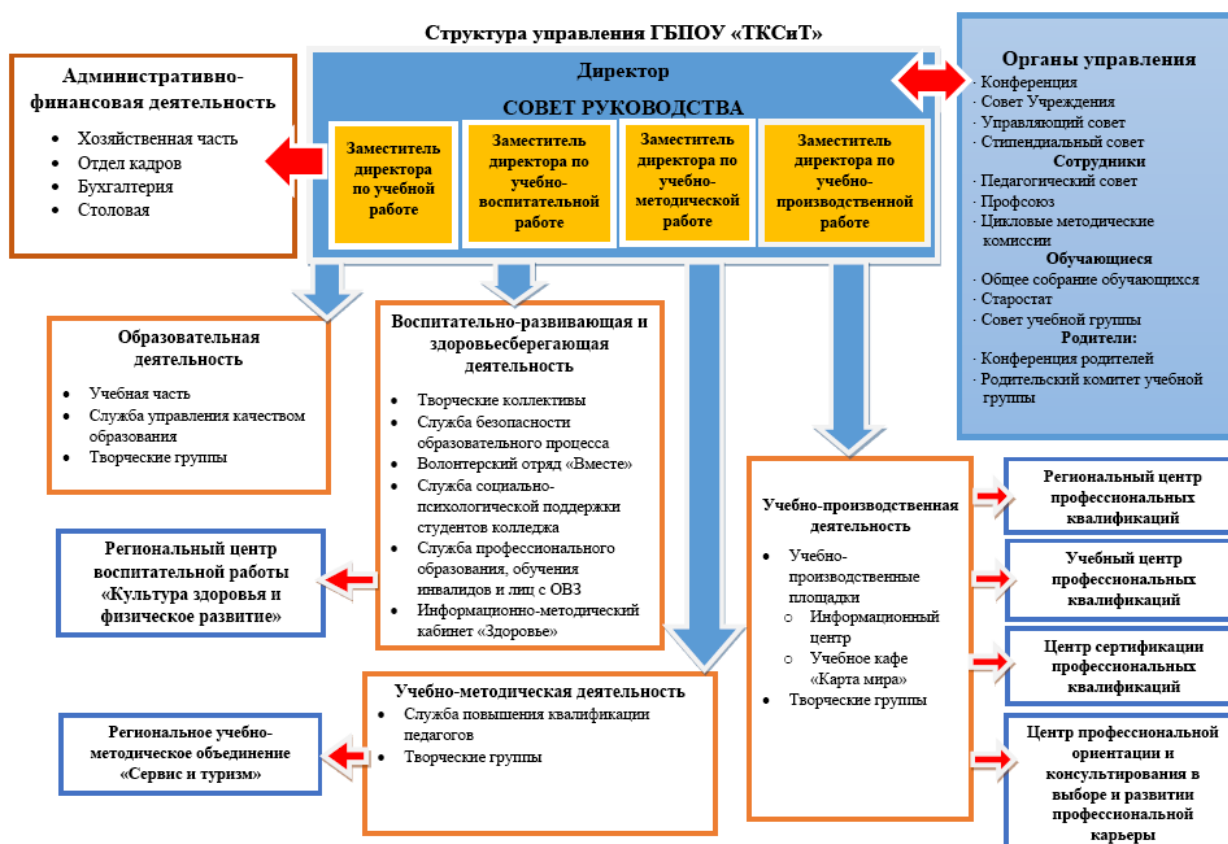 Структура управления ГБПОУ «ТКСиТ»
Административно-
финансовая деятельность
• Хозяйственная часть
• Отдел кадров
• Бухгалтерия
• Столовая
Директор
СОВЕТ РУКОВОДСТВА
Заместитель
директора
по учебной
работе
Заместитель
директора по
учебно-
воспитательной
работе
Заместитель
директора по
учебно-
методической
работе
Заместитель
директора по
учебно-
производственной
работе
Органы управления
· Конференция
· Совет Учреждения
· Управляющий совет
· Стипендиальный совет
Сотрудники
· Педагогический совет
· Профсоюз
· Цикловые методические
комиссии
Обучающиеся
· Общее собрание обучающихся
· Старостат
· Совет учебной группы
Родители:
· Конференция родителей
· Родительский комитет учебной
группы
Образовательная
деятельность
• Учебная часть
• Служба управления качеством
образования
• Творческие группы
Воспитательно-развивающая и
здоровьесберегающая
деятельность
• Творческие коллективы
• Служба безопасности
образовательного процесса
• Волонтерский отряд «Вместе»
• Служба социально-
психологической поддержки
студентов колледжа
• Служба профессионального
образования, обучения
инвалидов и лиц с ОВЗ
• Информационно-методический
кабинет «Здоровье»
Региональный центр
воспитательной работы
«Культура здоровья и
физическое развитие»
Учебно-методическая деятельность
• Служба повышения квалификации
педагогов
• Творческие группы
Региональное учебно-
методическое объединение
«Сервис и туризм»
Учебно-производственная
деятельность
• Учебно-
производственные
площадки
o Информационный
центр
o Учебное кафе
«Карта мира»
• Творческие группы
Региональный центр
профессиональных
квалификаций
Учебный центр
профессиональных
квалификаций
Центр сертификации
профессиональных
квалификаций
Центр профессиональной
ориентации и
консультирования в
выборе и развитии
профессиональной
карьеры